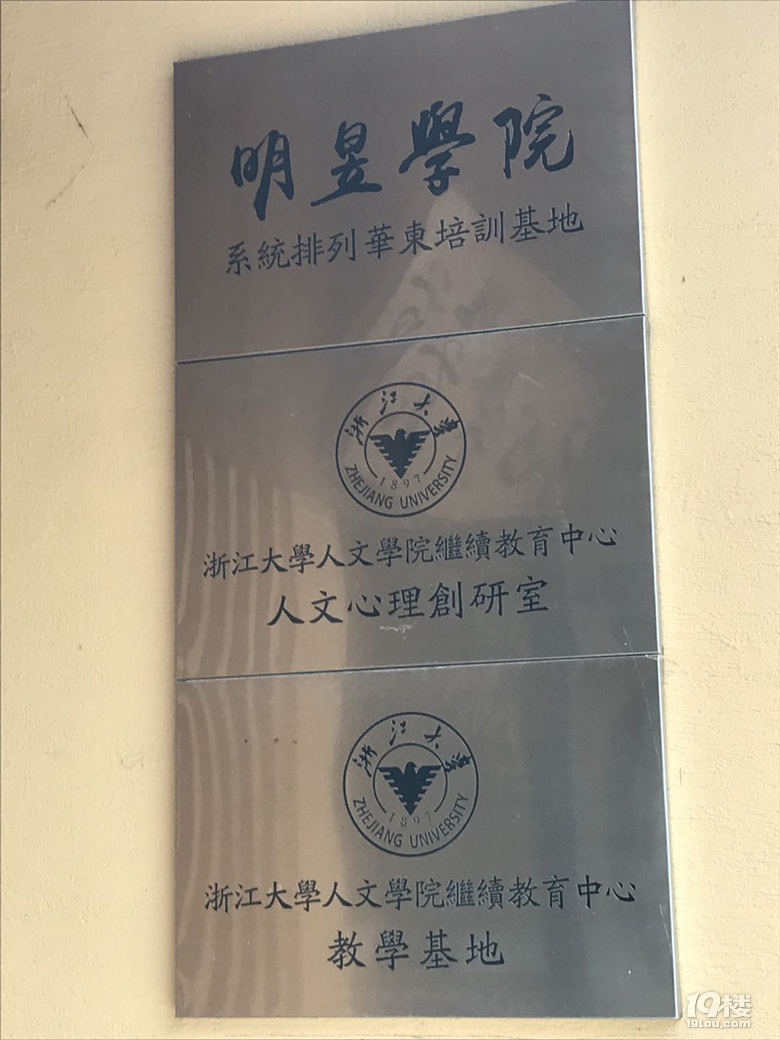 明昱學院
系統排列華東培訓基地
浙江大學
1897
ZHEJIANG UNIVERSITY
浙江大學人文學院繼續教育中心
人文心理創研室
浙江大學
1897
ZHEJIANG UNIVERSITY
浙江大學人文學院繼續教育中心
教學基地
19楼
19lou.com